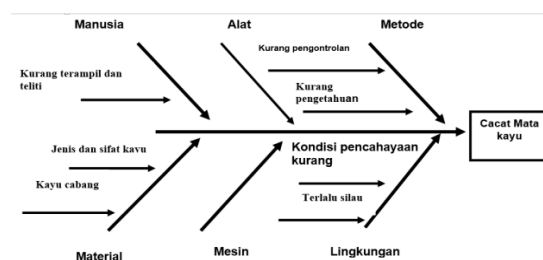 Manusia
Alat
Metode
Kurang pengontrolan
Kurang terampil dan
teliti
Kurang
pengetahuan
Cacat Mata
kayu
Jenis dan sifat kavu
Kondisi pencahayaan
kurang
Kayu cabang
Terlalu silau
Material
Mesin
Lingkungan